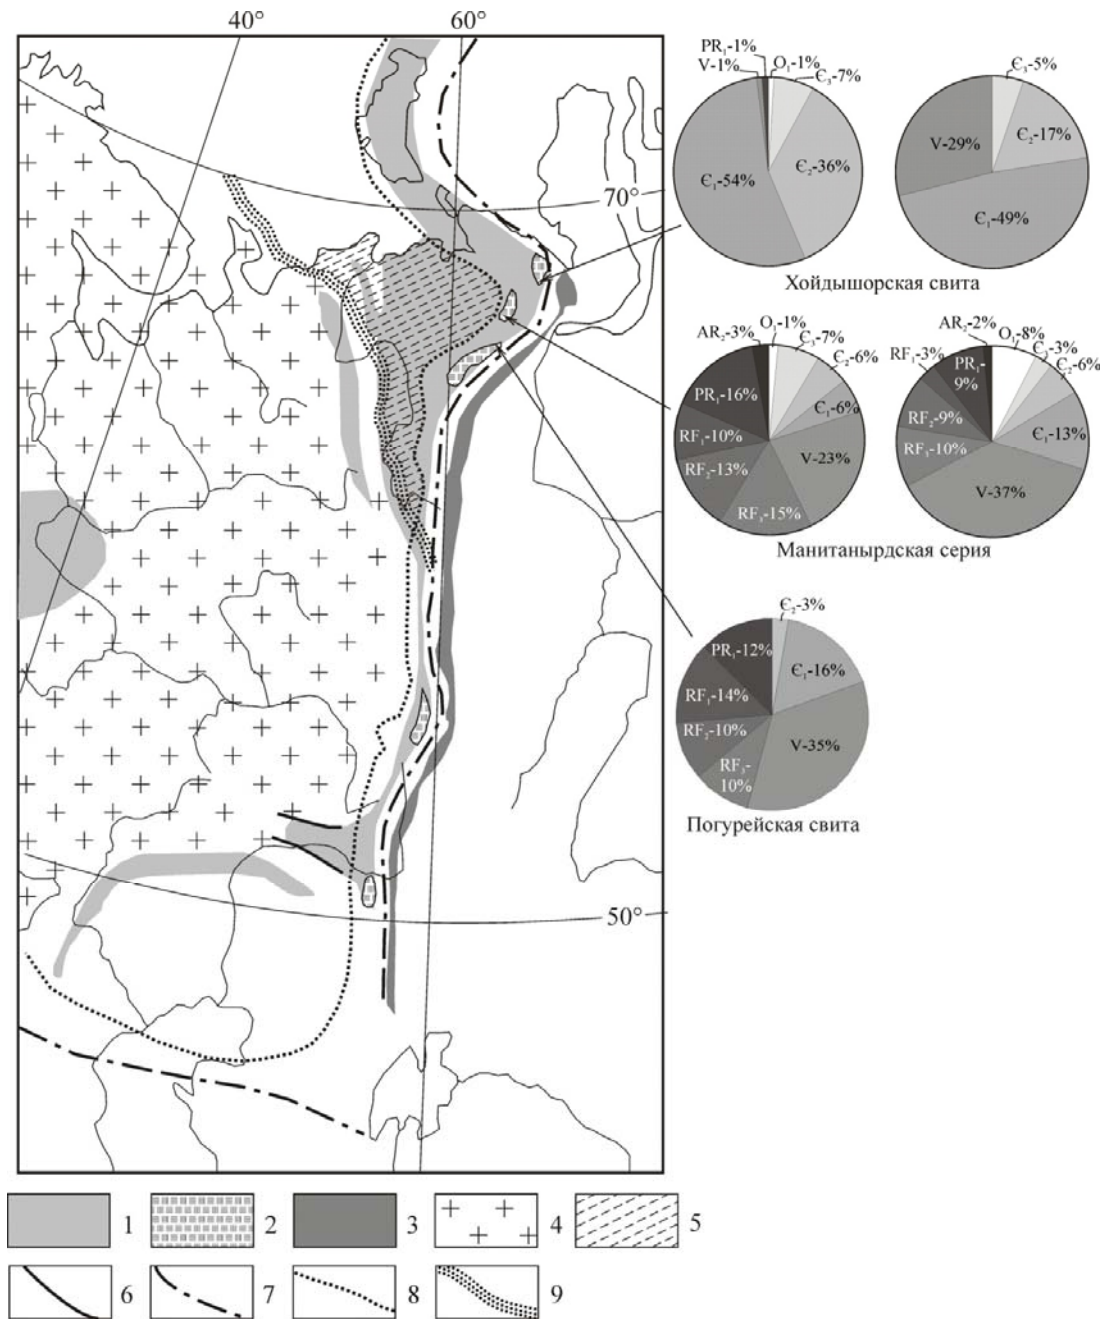 40°
60°
70°
50°
PR₁-1%
V-1%
O₁-1%
Є₃-7%
Є₂-36%
Є₁-54%
Є₃-5%
Є₂-17%
V-29%
Є₁-49%
Хойдышорская свита
AR₂-3%
O₁-1%
Є₃-7%
Є₂-6%
PR₁-16%
Є₁-6%
RF₁-10%
V-23%
RF₂-13%
RF₃-15%
AR₂-2%
O₁-8%
RF₁-3%
PR₁-
9%
Є₃-3%
Є₂-6%
RF₂-9%
Є₁-13%
RF₃-10%
V-37%
Манитанырдская серия
Є₂-3%
PR₁-12%
Є₁-16%
RF₁-14%
RF₂-10%
V-35%
RF₃-
10%
Погурейская свита
1 2 3 4 5
6 7 8 9